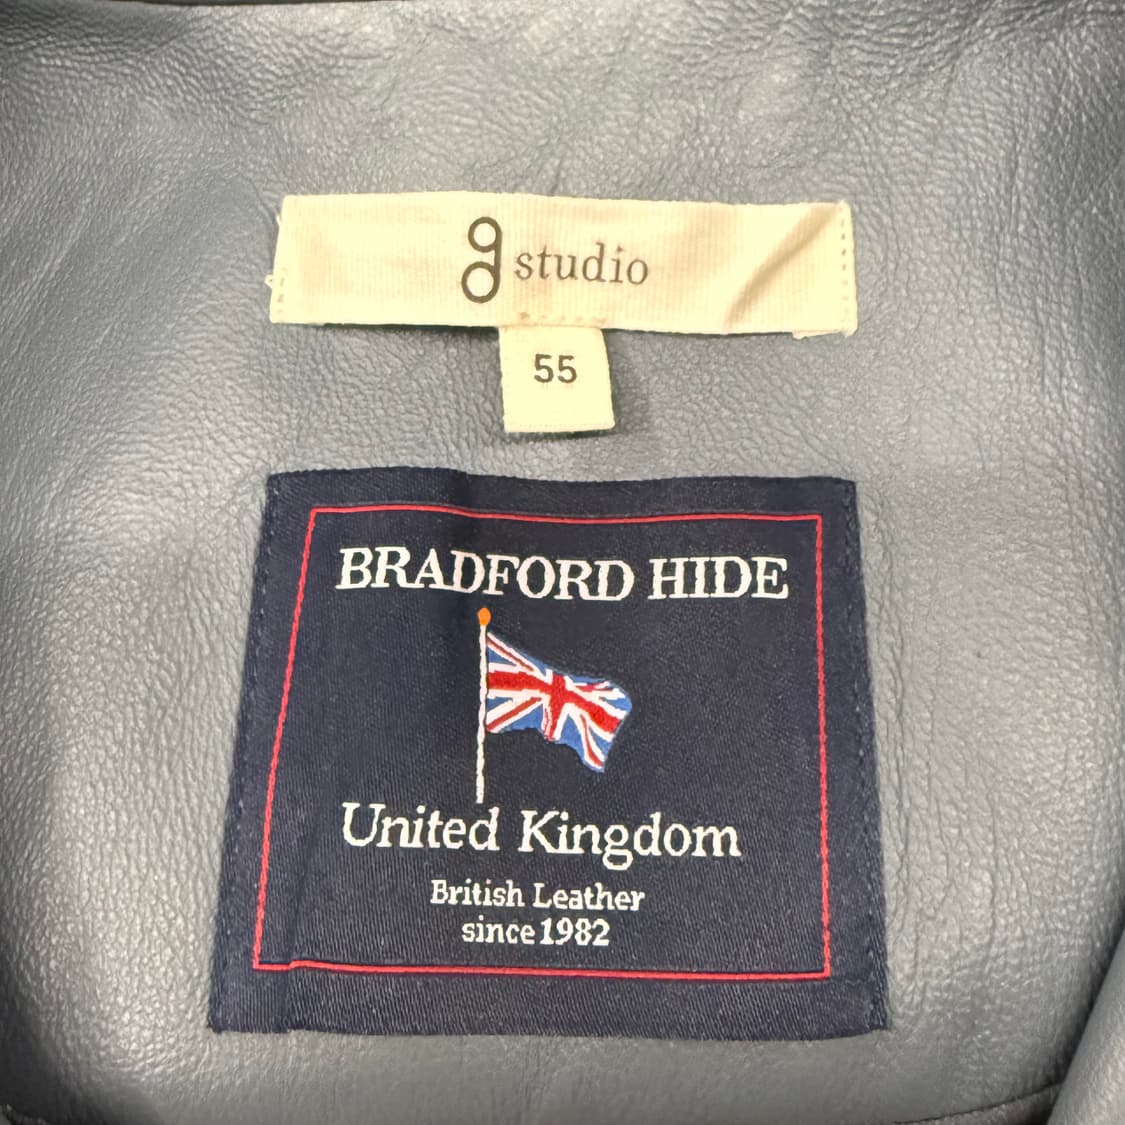 g studio
55
BRADFORD HIDE
United Kingdom
British Leather
since 1982